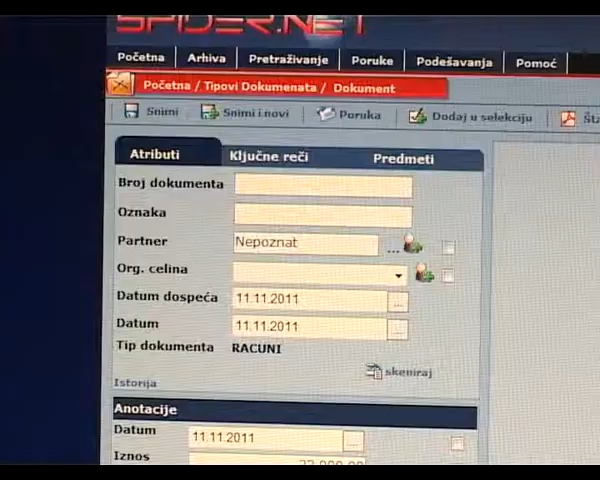 SPIDER.NET
Početna Arhiva Pretraživanje Poruke Podešavanja Pomoć
Početna / Tipovi Dokumenata / Dokument
Snimi Snimi i novi Poruka Dodaj u selekciju
Atributi Ključne reči Predmeti
Broj dokumenta
Oznaka
Partner Nepoznat ...
Org. celina
Datum dospeća 11.11.2011 ...
Datum 11.11.2011 ...
Tip dokumenta RACUNI
skeniraj
Istorija
Anotacije
Datum 11.11.2011 ...
Iznos